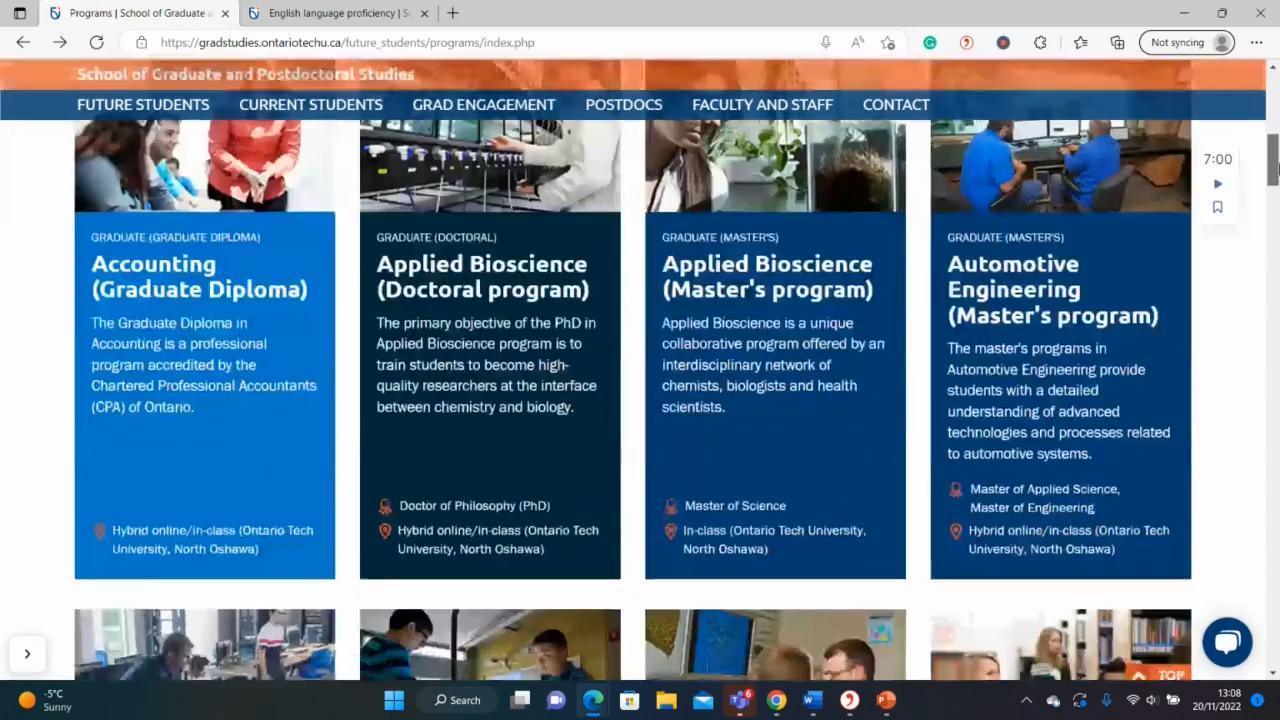 Programs | School of Graduate a
English language proficiency | Sc
https://gradstudies.ontariotechu.ca/future_students/programs/index.php
Not syncing
School of Graduate and Postdoctoral Studies
FUTURE STUDENTS
CURRENT STUDENTS
GRAD ENGAGEMENT
POSTDOCS
FACULTY AND STAFF
CONTACT
7:00
GRADUATE (GRADUATE DIPLOMA)
Accounting
(Graduate Diploma)
The Graduate Diploma in
Accounting is a professional
program accredited by the
Chartered Professional Accountants
(CPA) of Ontario.
Hybrid online/in-class (Ontario Tech
University, North Oshawa)
GRADUATE (DOCTORAL)
Applied Bioscience
(Doctoral program)
The primary objective of the PhD in
Applied Bioscience program is to
train students to become high-
quality researchers at the interface
between chemistry and biology.
Doctor of Philosophy (PhD)
Hybrid online/in-class (Ontario Tech
University, North Oshawa)
GRADUATE (MASTER'S)
Applied Bioscience
(Master's program)
Applied Bioscience is a unique
collaborative program offered by an
interdisciplinary network of
chemists, biologists and health
scientists.
Master of Science
In-class (Ontario Tech University,
North Oshawa)
GRADUATE (MASTER'S)
Automotive
Engineering
(Master's program)
The master's programs in
Automotive Engineering provide
students with a detailed
understanding of advanced
technologies and processes related
to automotive systems.
Master of Applied Science,
Master of Engineering
Hybrid online/in-class (Ontario Tech
University, North Oshawa)
TOP
-5°C
Sunny
Search
6
13:08
20/11/2022
1